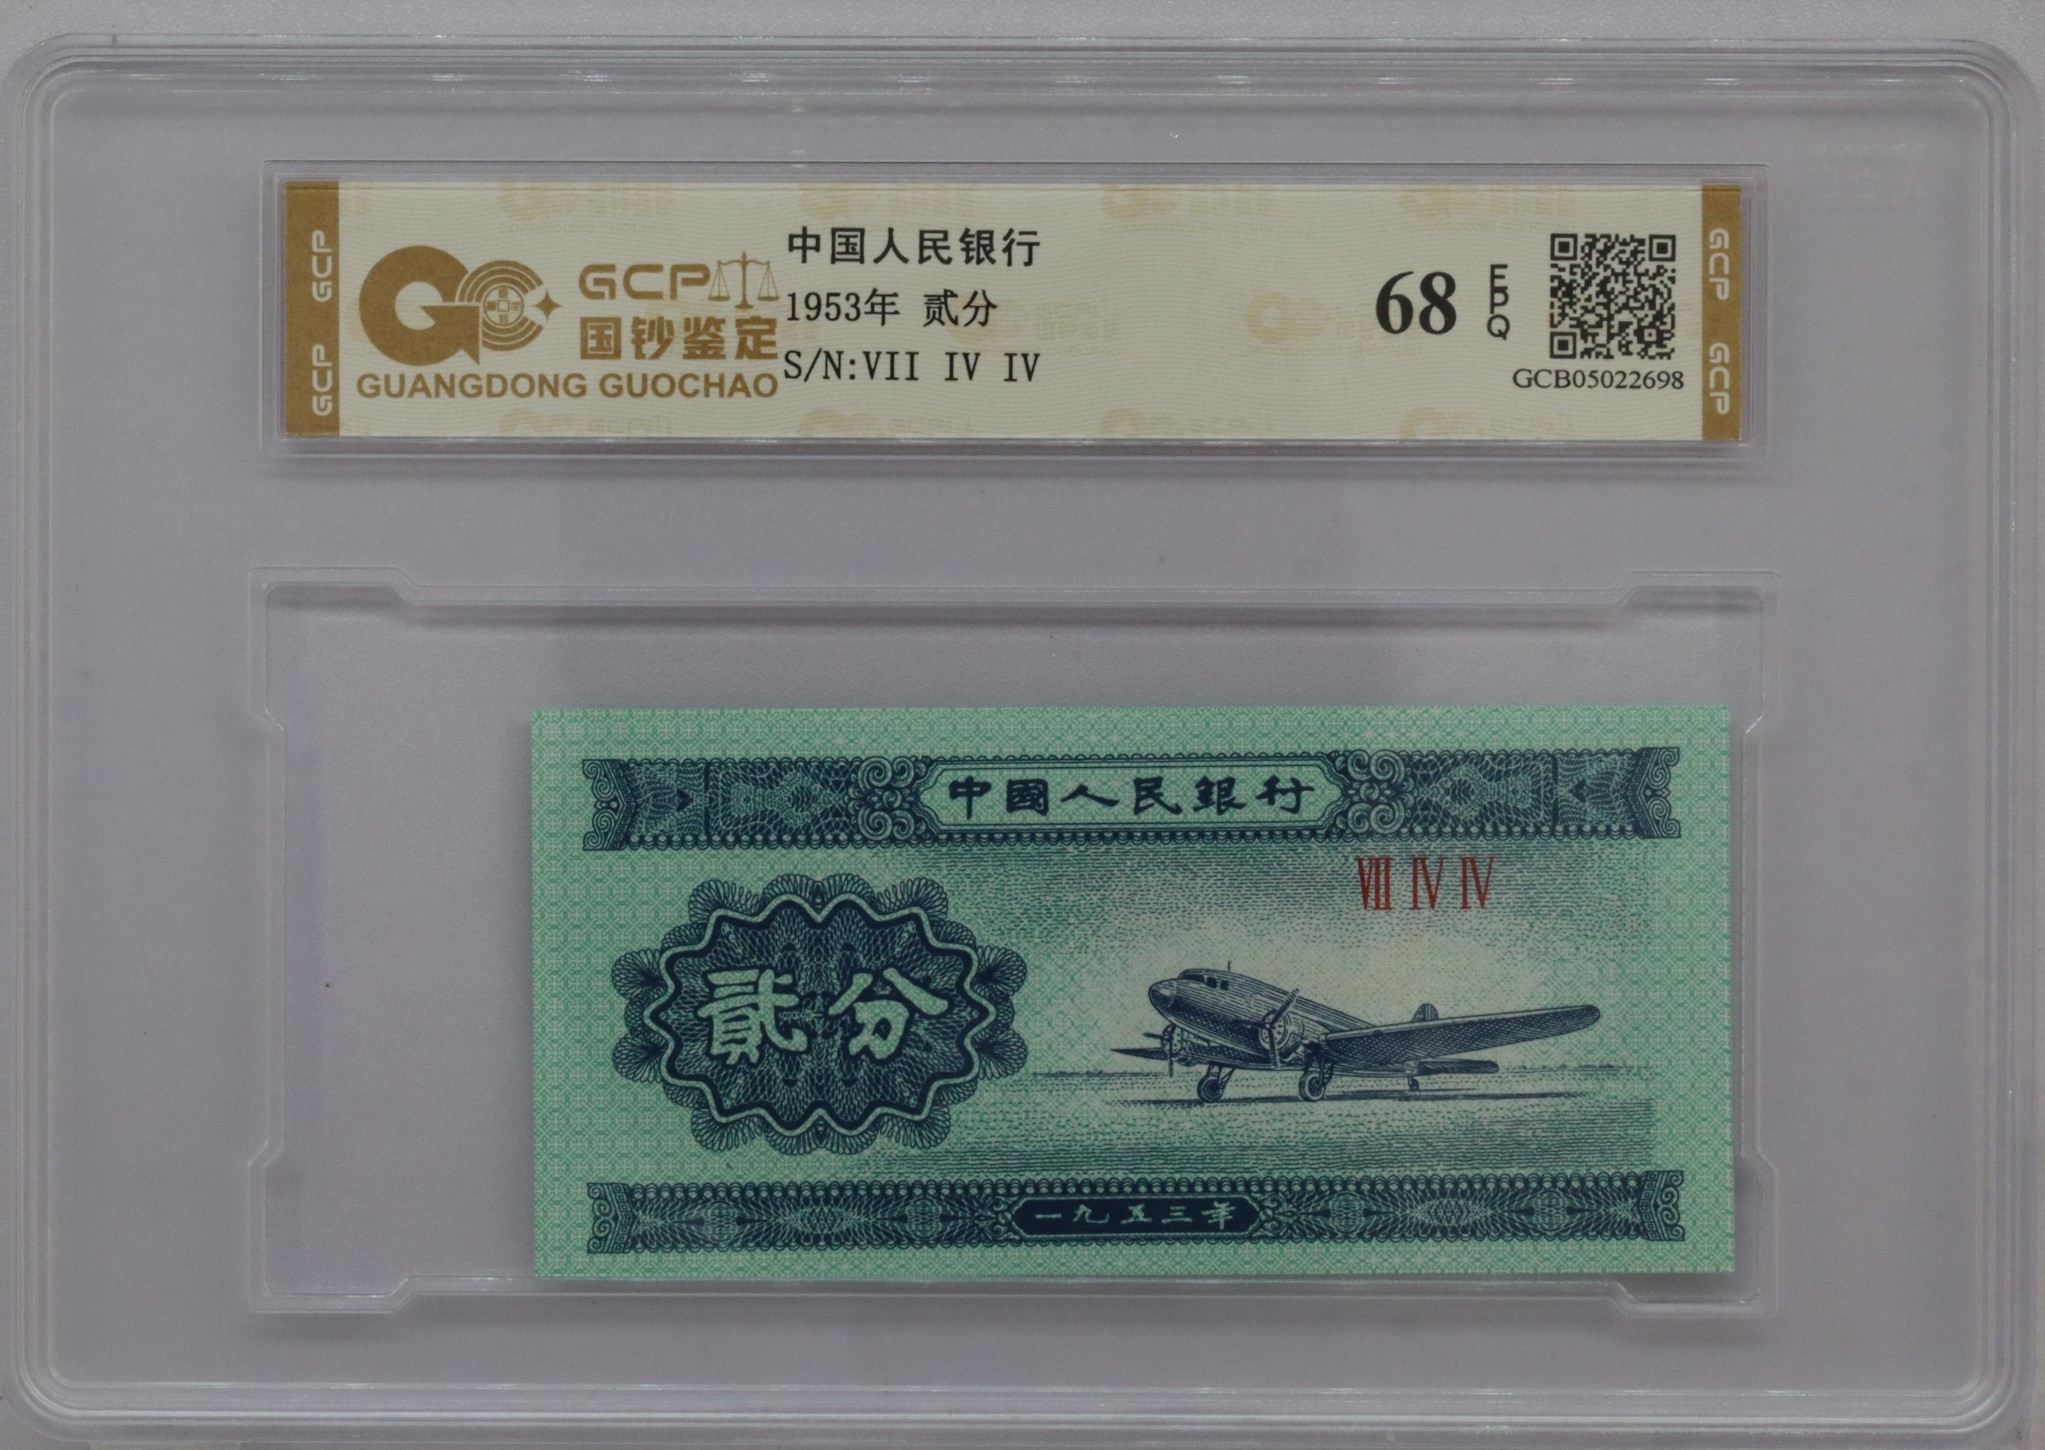 GCP GCP
GCP
国钞鉴定
GUANGDONG GUOCHAO
中国人民银行
1953年 贰分
S/N:VII IV IV
68 EPQ
GCB05022698
GCP GCP
中國人民銀行
VII IV IV
貳分
一九五三年